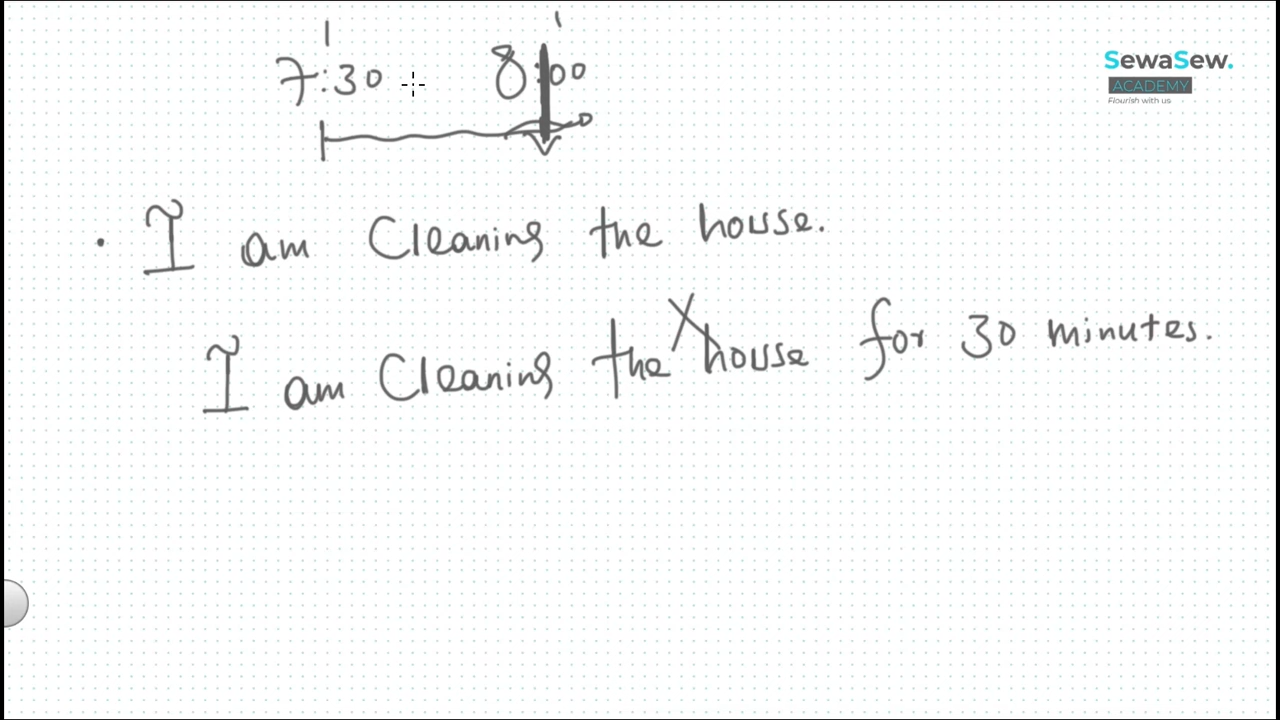 7:30 8:00
SewaSew.
ACADEMY
Flourish with us
. I am Cleaning the house.
X
I am Cleaning the house for 30 minutes.